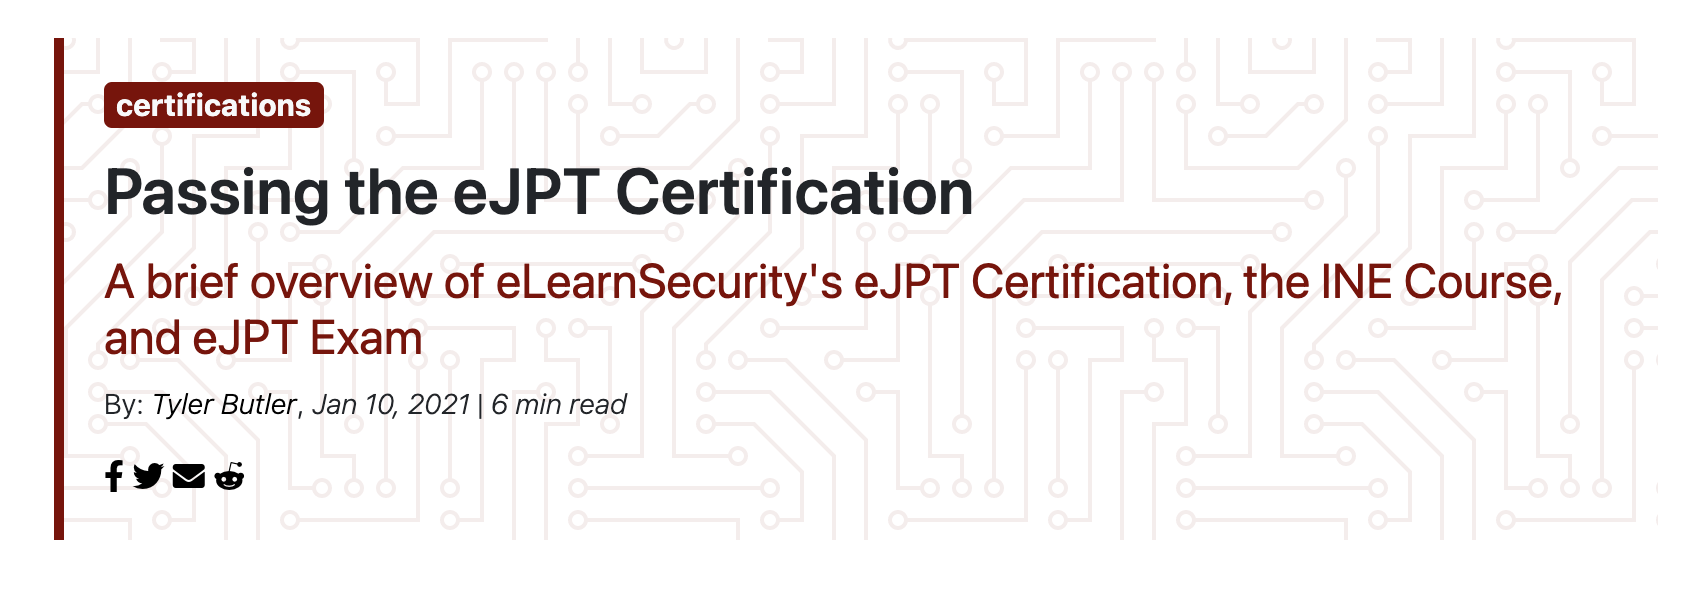 certifications
Passing the eJPT Certification
A brief overview of eLearnSecurity's eJPT Certification, the INE Course,
and eJPT Exam
By: Tyler Butler, Jan 10, 2021 | 6 min read